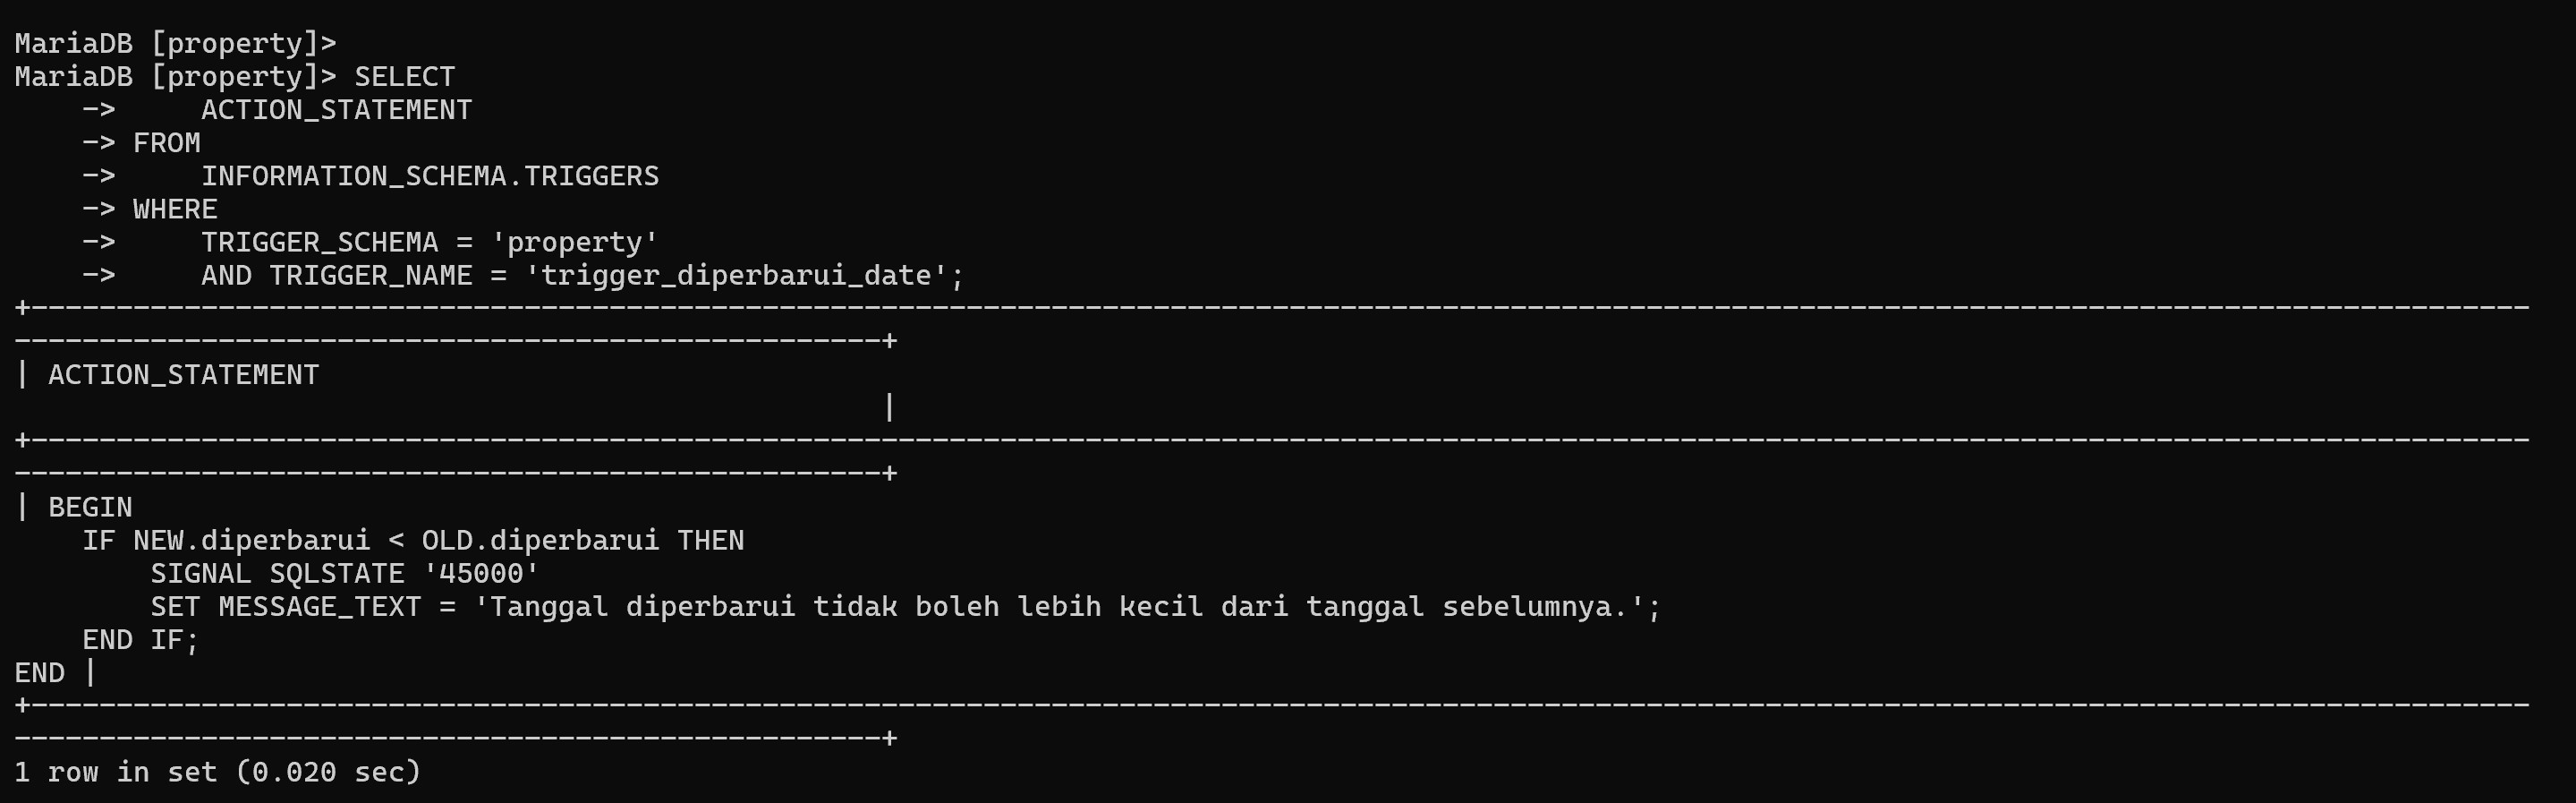 MariaDB [property]>
MariaDB [property]> SELECT
    ->     ACTION_STATEMENT
    -> FROM
    ->     INFORMATION_SCHEMA.TRIGGERS
    -> WHERE
    ->     TRIGGER_SCHEMA = 'property'
    ->     AND TRIGGER_NAME = 'trigger_diperbarui_date';
+----------------------------------------------------------------------------------------------------------------------------------------------------
---------------------------------------------------+
| ACTION_STATEMENT
                                                   |
+----------------------------------------------------------------------------------------------------------------------------------------------------
---------------------------------------------------+
| BEGIN
    IF NEW.diperbarui < OLD.diperbarui THEN
        SIGNAL SQLSTATE '45000'
        SET MESSAGE_TEXT = 'Tanggal diperbarui tidak boleh lebih kecil dari tanggal sebelumnya.';
    END IF;
END |
+----------------------------------------------------------------------------------------------------------------------------------------------------
---------------------------------------------------+
1 row in set (0.020 sec)